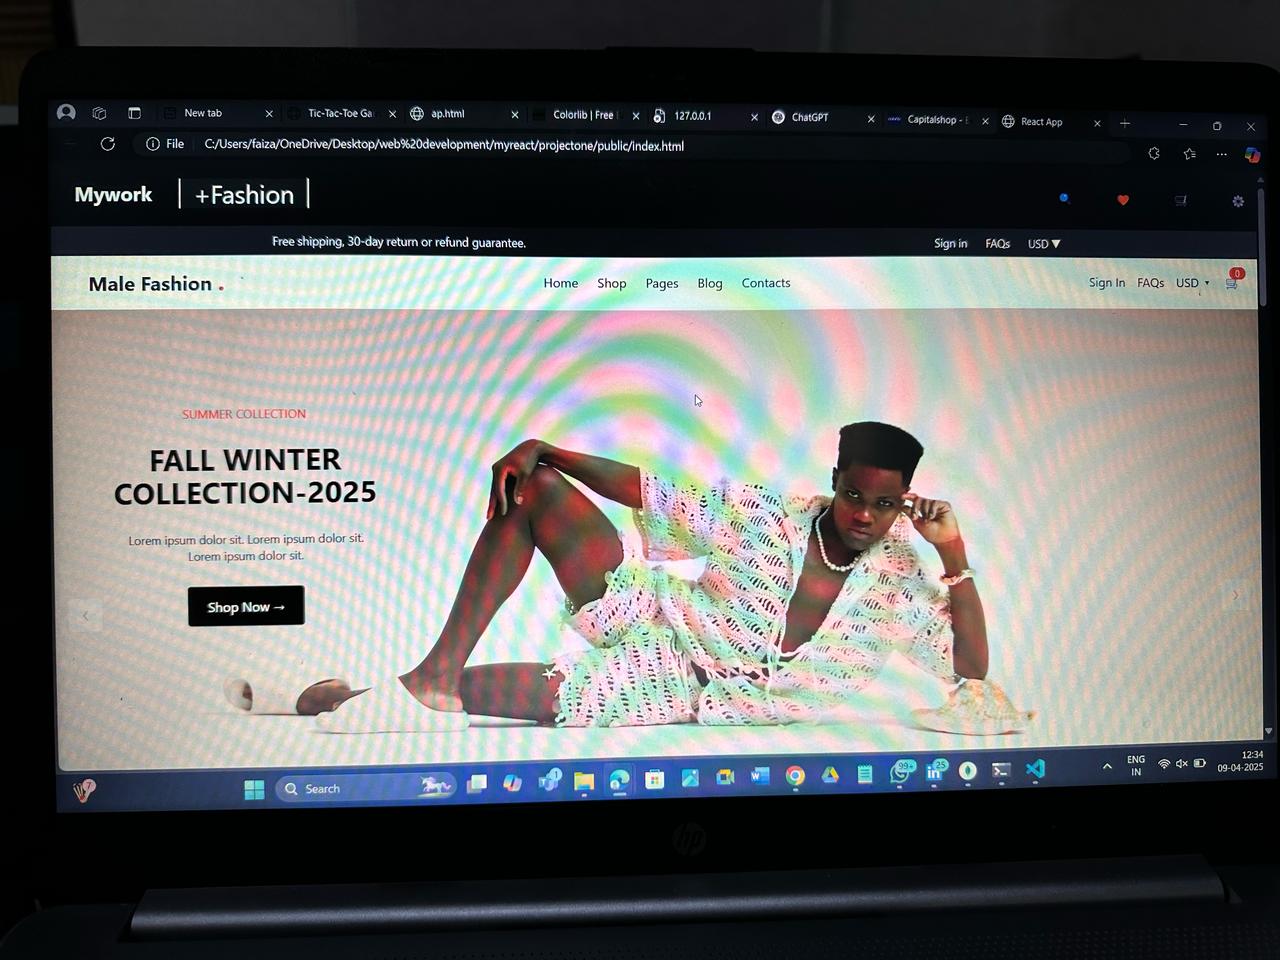 New tab
Tic-Tac-Toe Ga
ap.html
Colorlib | Free
127.0.0.1
ChatGPT
Capitalshop - E
React App
File
C:/Users/faiza/OneDrive/Desktop/web%20development/myreact/projectone/public/index.html
Mywork | +Fashion |
Free shipping, 30-day return or refund guarantee.
Sign in FAQs USD ▼
Male Fashion .
Home Shop Pages Blog Contacts
Sign In FAQs USD ▾ 0
SUMMER COLLECTION
FALL WINTER
COLLECTION-2025
Lorem ipsum dolor sit. Lorem ipsum dolor sit.
Lorem ipsum dolor sit.
Shop Now →
7
Search
1
99+
25
ENG
IN
12:34
09-04-2025
hp